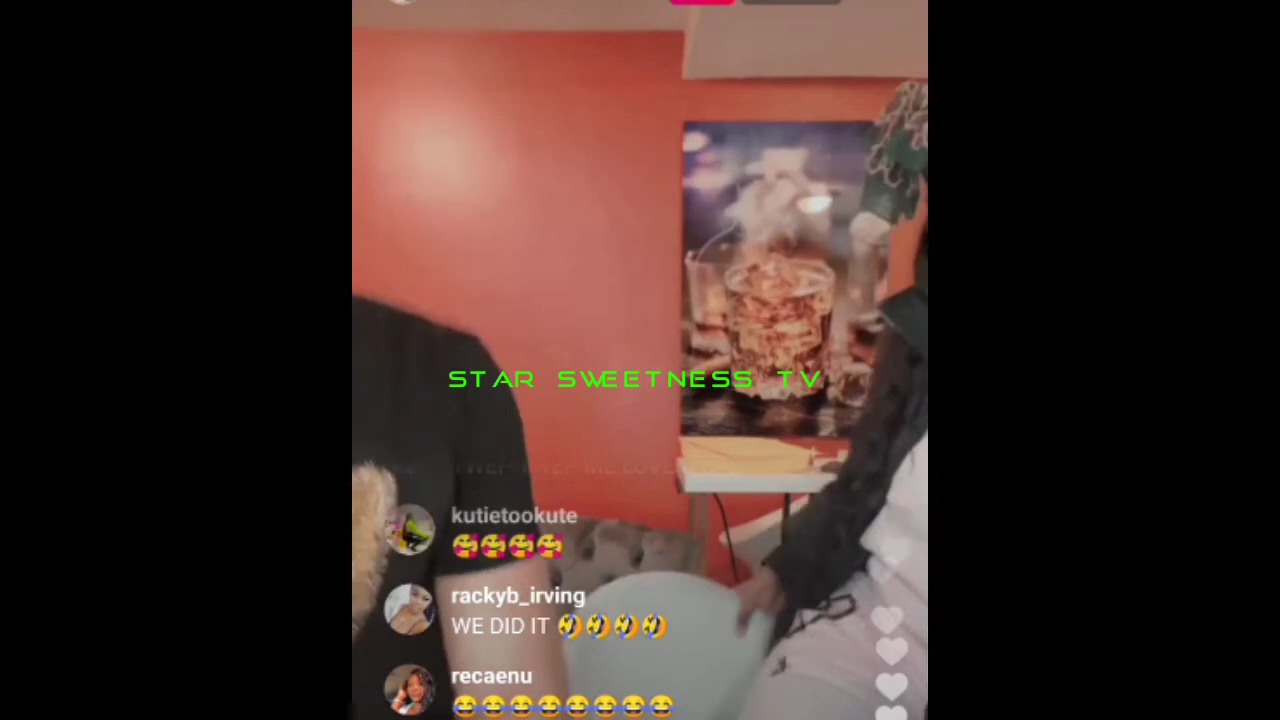 STAR SWEETNESS TV
kutietookute
🥰🥰🥰🥰
rackyb_irving
WE DID IT 🤣🤣🤣🤣
recaenu
😂😂😂😂😂😂😂😂